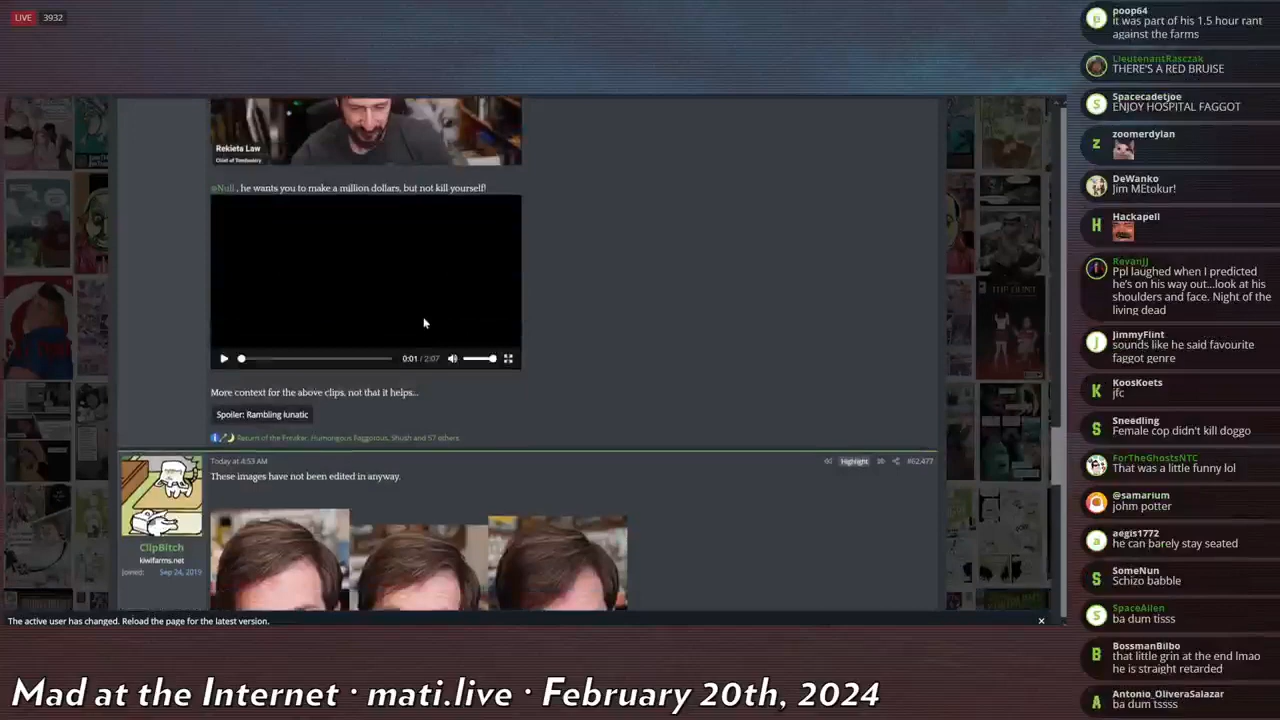 LIVE 3932
Rekieta Law
Chief of Tomfoolery
@Null , he wants you to make a million dollars, but not kill yourself!
0:01 / 2:07
More context for the above clips, not that it helps...
Spoiler: Rambling lunatic
Return of the Freaker, Humongous Faggotous, Shush and 57 others
Today at 4:53 AM
Highlight
#62,477
These images have not been edited in anyway.
ClipBitch
kiwifarms.net
Joined: Sep 24, 2019
The active user has changed. Reload the page for the latest version.
Mad at the Internet · mati.live · February 20th, 2024
poop64
it was part of his 1.5 hour rant
against the farms
LieutenantRasczak
THERE'S A RED BRUISE
Spacecadetjoe
ENJOY HOSPITAL FAGGOT
zoomerdylan
DeWanko
Jim MEtokur!
Hackapell
RevanJJ
Ppl laughed when I predicted
he's on his way out...look at his
shoulders and face. Night of the
living dead
JimmyFlint
sounds like he said favourite
faggot genre
KoosKoets
jfc
Sneedling
Female cop didn't kill doggo
ForTheGhostsNTC
That was a little funny lol
@samarium
johm potter
aegis1772
he can barely stay seated
SomeNun
Schizo babble
SpaceAlien
ba dum tisss
BossmanBilbo
that little grin at the end lmao
he is straight retarded
Antonio_OliveraSalazar
ba dum tssss